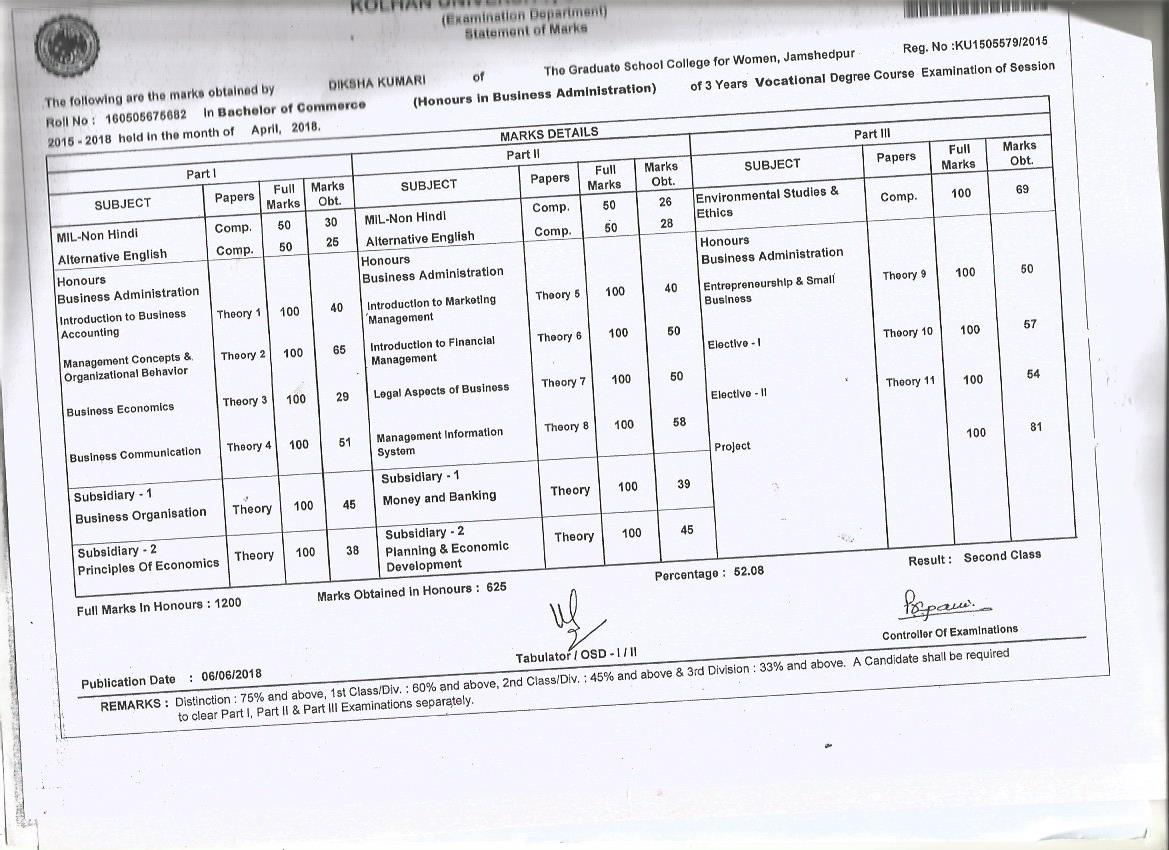 KOLHAN
(Examination Department)
Statement of Marks
Reg. No :KU1505579/2015
The following are the marks obtained by DIKSHA KUMARI of The Graduate School College for Women, Jamshedpur
Roll No : 160505675682 In Bachelor of Commerce (Honours in Business Administration) of 3 Years Vocational Degree Course Examination of Session
2015 - 2018 held in the month of April, 2018.
MARKS DETAILS
Part I
SUBJECT Papers Full Marks Marks Obt.
MIL-Non Hindi Comp. 50 30
Alternative English Comp. 50 25
Honours
Business Administration
Introduction to Business Theory 1 100 40
Accounting
Management Concepts & Theory 2 100 65
Organizational Behavior
Business Economics Theory 3 100 29
Business Communication Theory 4 100 51
Subsidiary - 1
Business Organisation Theory 100 45
Subsidiary - 2 Theory 100 38
Principles Of Economics
Part II
SUBJECT Papers Full Marks Marks Obt.
MIL-Non Hindi Comp. 50 26
Alternative English Comp. 50 28
Honours
Business Administration
Introduction to Marketing Theory 5 100 40
Management
Introduction to Financial Theory 6 100 50
Management
Legal Aspects of Business Theory 7 100 50
Management Information Theory 8 100 58
System
Subsidiary - 1
Money and Banking Theory 100 39
Subsidiary - 2
Planning & Economic Theory 100 45
Development
Part III
SUBJECT Papers Full Marks Marks Obt.
Environmental Studies & Comp. 100 69
Ethics
Honours
Business Administration
Entrepreneurship & Small Theory 9 100 50
Business
Elective - I Theory 10 100 57
Elective - II Theory 11 100 54
Project 100 81
Full Marks In Honours : 1200 Marks Obtained in Honours : 625 Percentage : 52.08 Result : Second Class
Tabulator / OSD - I / II
Controller Of Examinations
Publication Date : 06/06/2018
REMARKS : Distinction : 75% and above, 1st Class/Div. : 60% and above, 2nd Class/Div. : 45% and above & 3rd Division : 33% and above. A Candidate shall be required
to clear Part I, Part II & Part III Examinations separately.